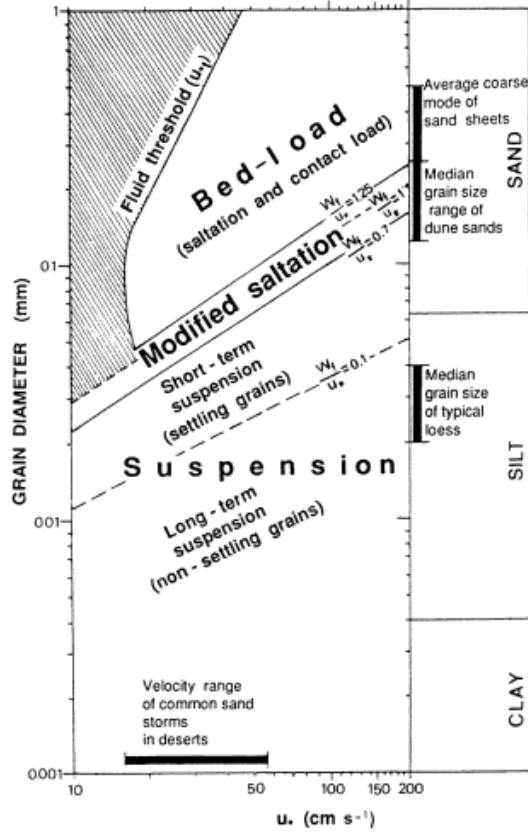 1
01
001
0001
GRAIN DIAMETER (mm)
Fluid threshold (u*t)
Bed-load
(saltation and contact load)
Wf/u* = 1.25
Wf/u* = 1
Wf/u* = 0.7
Modified saltation
Short-term
suspension
(settling grains)
Wf/u* = 0.1
Suspension
Long-term
suspension
(non-settling grains)
Velocity range
of common sand
storms
in deserts
10
50
100
150
200
u* (cm s⁻¹)
Average coarse
mode of
sand sheets
Median
grain size
range of
dune sands
Median
grain size
of typical
loess
SAND
SILT
CLAY